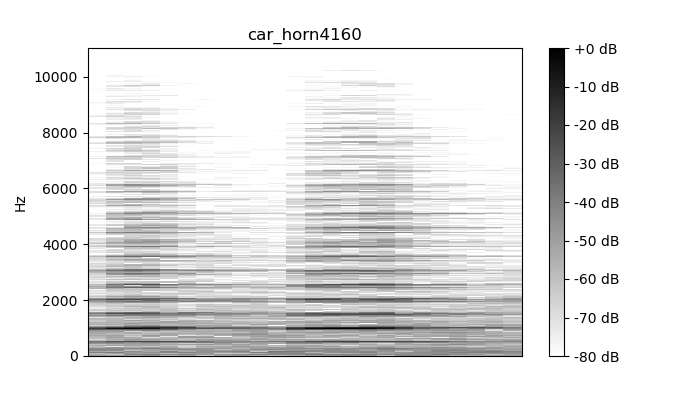 car_horn4160
Hz
10000
8000
6000
4000
2000
0
+0 dB
-10 dB
-20 dB
-30 dB
-40 dB
-50 dB
-60 dB
-70 dB
-80 dB